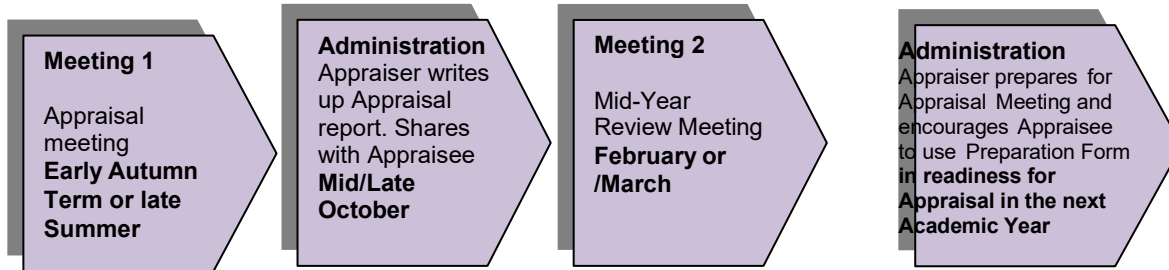 Meeting 1
Appraisal
meeting
Early Autumn
Term or late
Summer
Administration
Appraiser writes
up Appraisal
report. Shares
with Appraisee
Mid/Late
October
Meeting 2
Mid-Year
Review Meeting
February or
/March
Administration
Appraiser prepares for
Appraisal Meeting and
encourages Appraisee
to use Preparation Form
in readiness for
Appraisal in the next
Academic Year